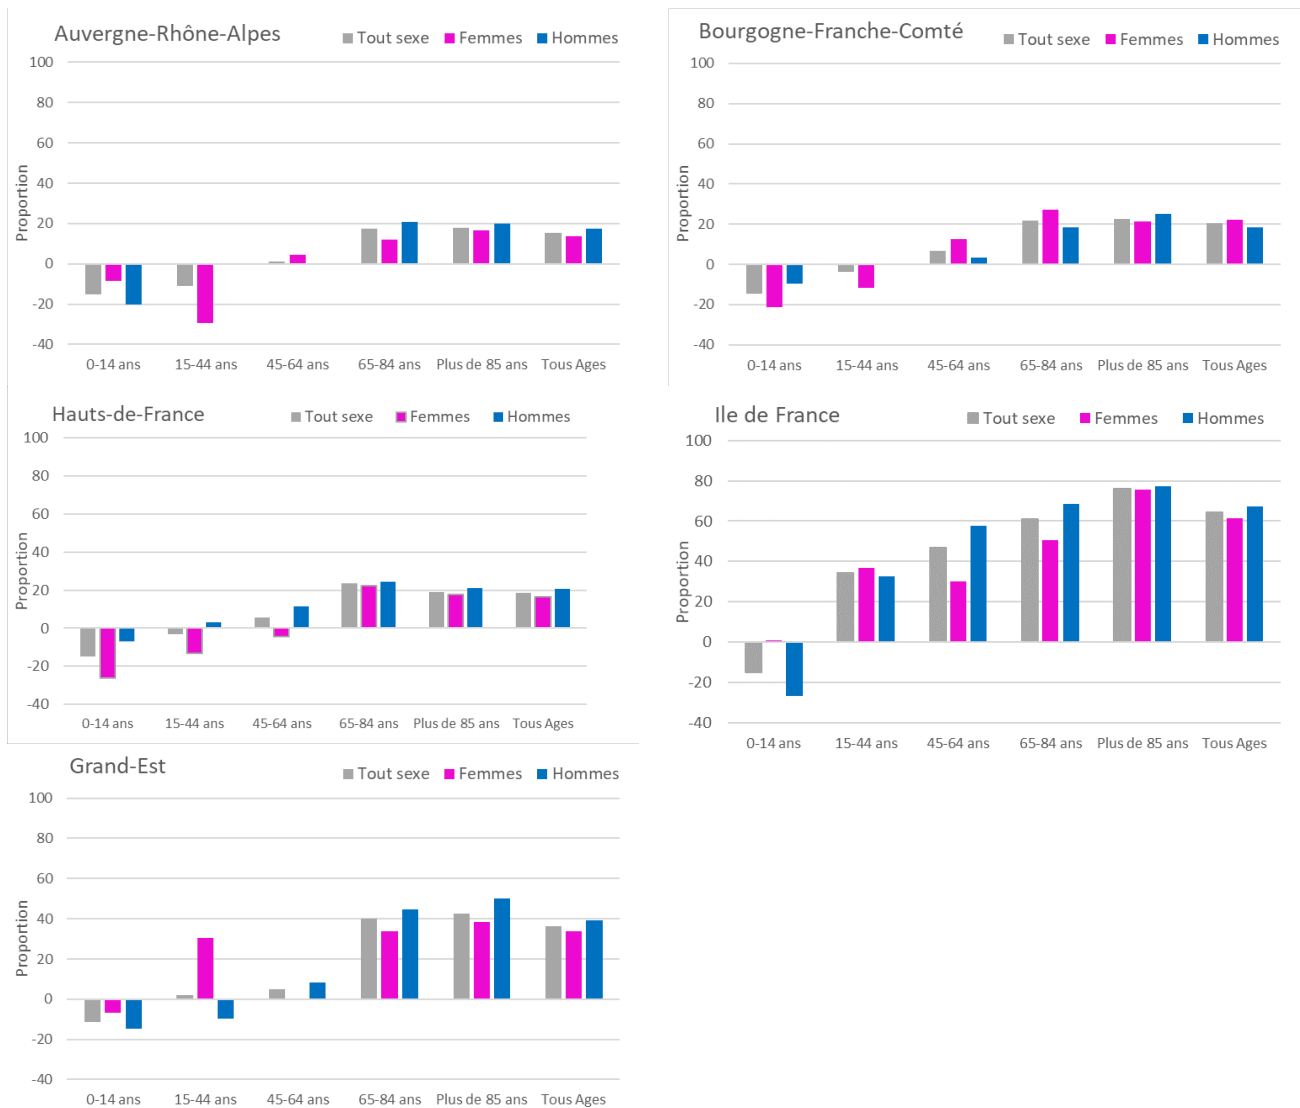 Auvergne-Rhône-Alpes
Tout sexe Femmes Hommes
Proportion
100
80
60
40
20
0
-20
-40
0-14 ans 15-44 ans 45-64 ans 65-84 ans Plus de 85 ans Tous Ages
Bourgogne-Franche-Comté
Tout sexe Femmes Hommes
Proportion
100
80
60
40
20
0
-20
-40
0-14 ans 15-44 ans 45-64 ans 65-84 ans Plus de 85 ans Tous Ages
Hauts-de-France
Tout sexe Femmes Hommes
Proportion
100
80
60
40
20
0
-20
-40
0-14 ans 15-44 ans 45-64 ans 65-84 ans Plus de 85 ans Tous Ages
Ile de France
Tout sexe Femmes Hommes
Proportion
100
80
60
40
20
0
-20
-40
0-14 ans 15-44 ans 45-64 ans 65-84 ans Plus de 85 ans Tous Ages
Grand-Est
Tout sexe Femmes Hommes
Proportion
100
80
60
40
20
0
-20
-40
0-14 ans 15-44 ans 45-64 ans 65-84 ans Plus de 85 ans Tous Ages